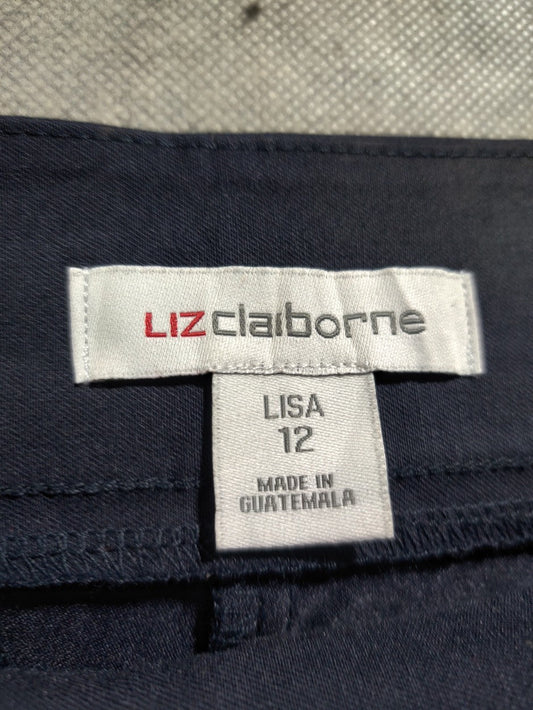 LIZclaiborne
LISA
12
MADE IN
GUATEMALA